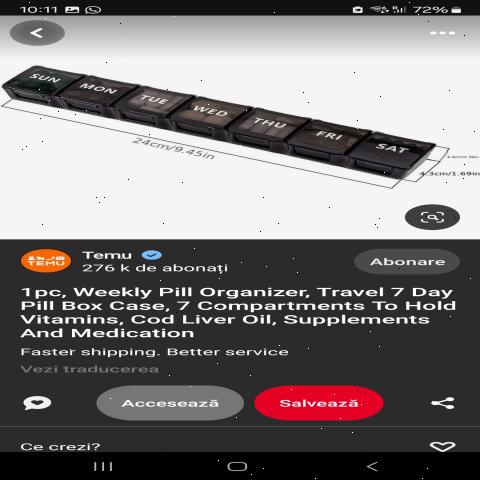 10:11
72%
SUN
MON
TUE
WED
THU
FRI
SAT
24cm/9.45in
4.3cm/1.69in
TEMU
Temu
276 k de abonați
Abonare
1pc, Weekly Pill Organizer, Travel 7 Day
Pill Box Case, 7 Compartments To Hold
Vitamins, Cod Liver Oil, Supplements
And Medication
Faster shipping. Better service
Vezi traducerea
Accesează
Salvează
Ce crezi?